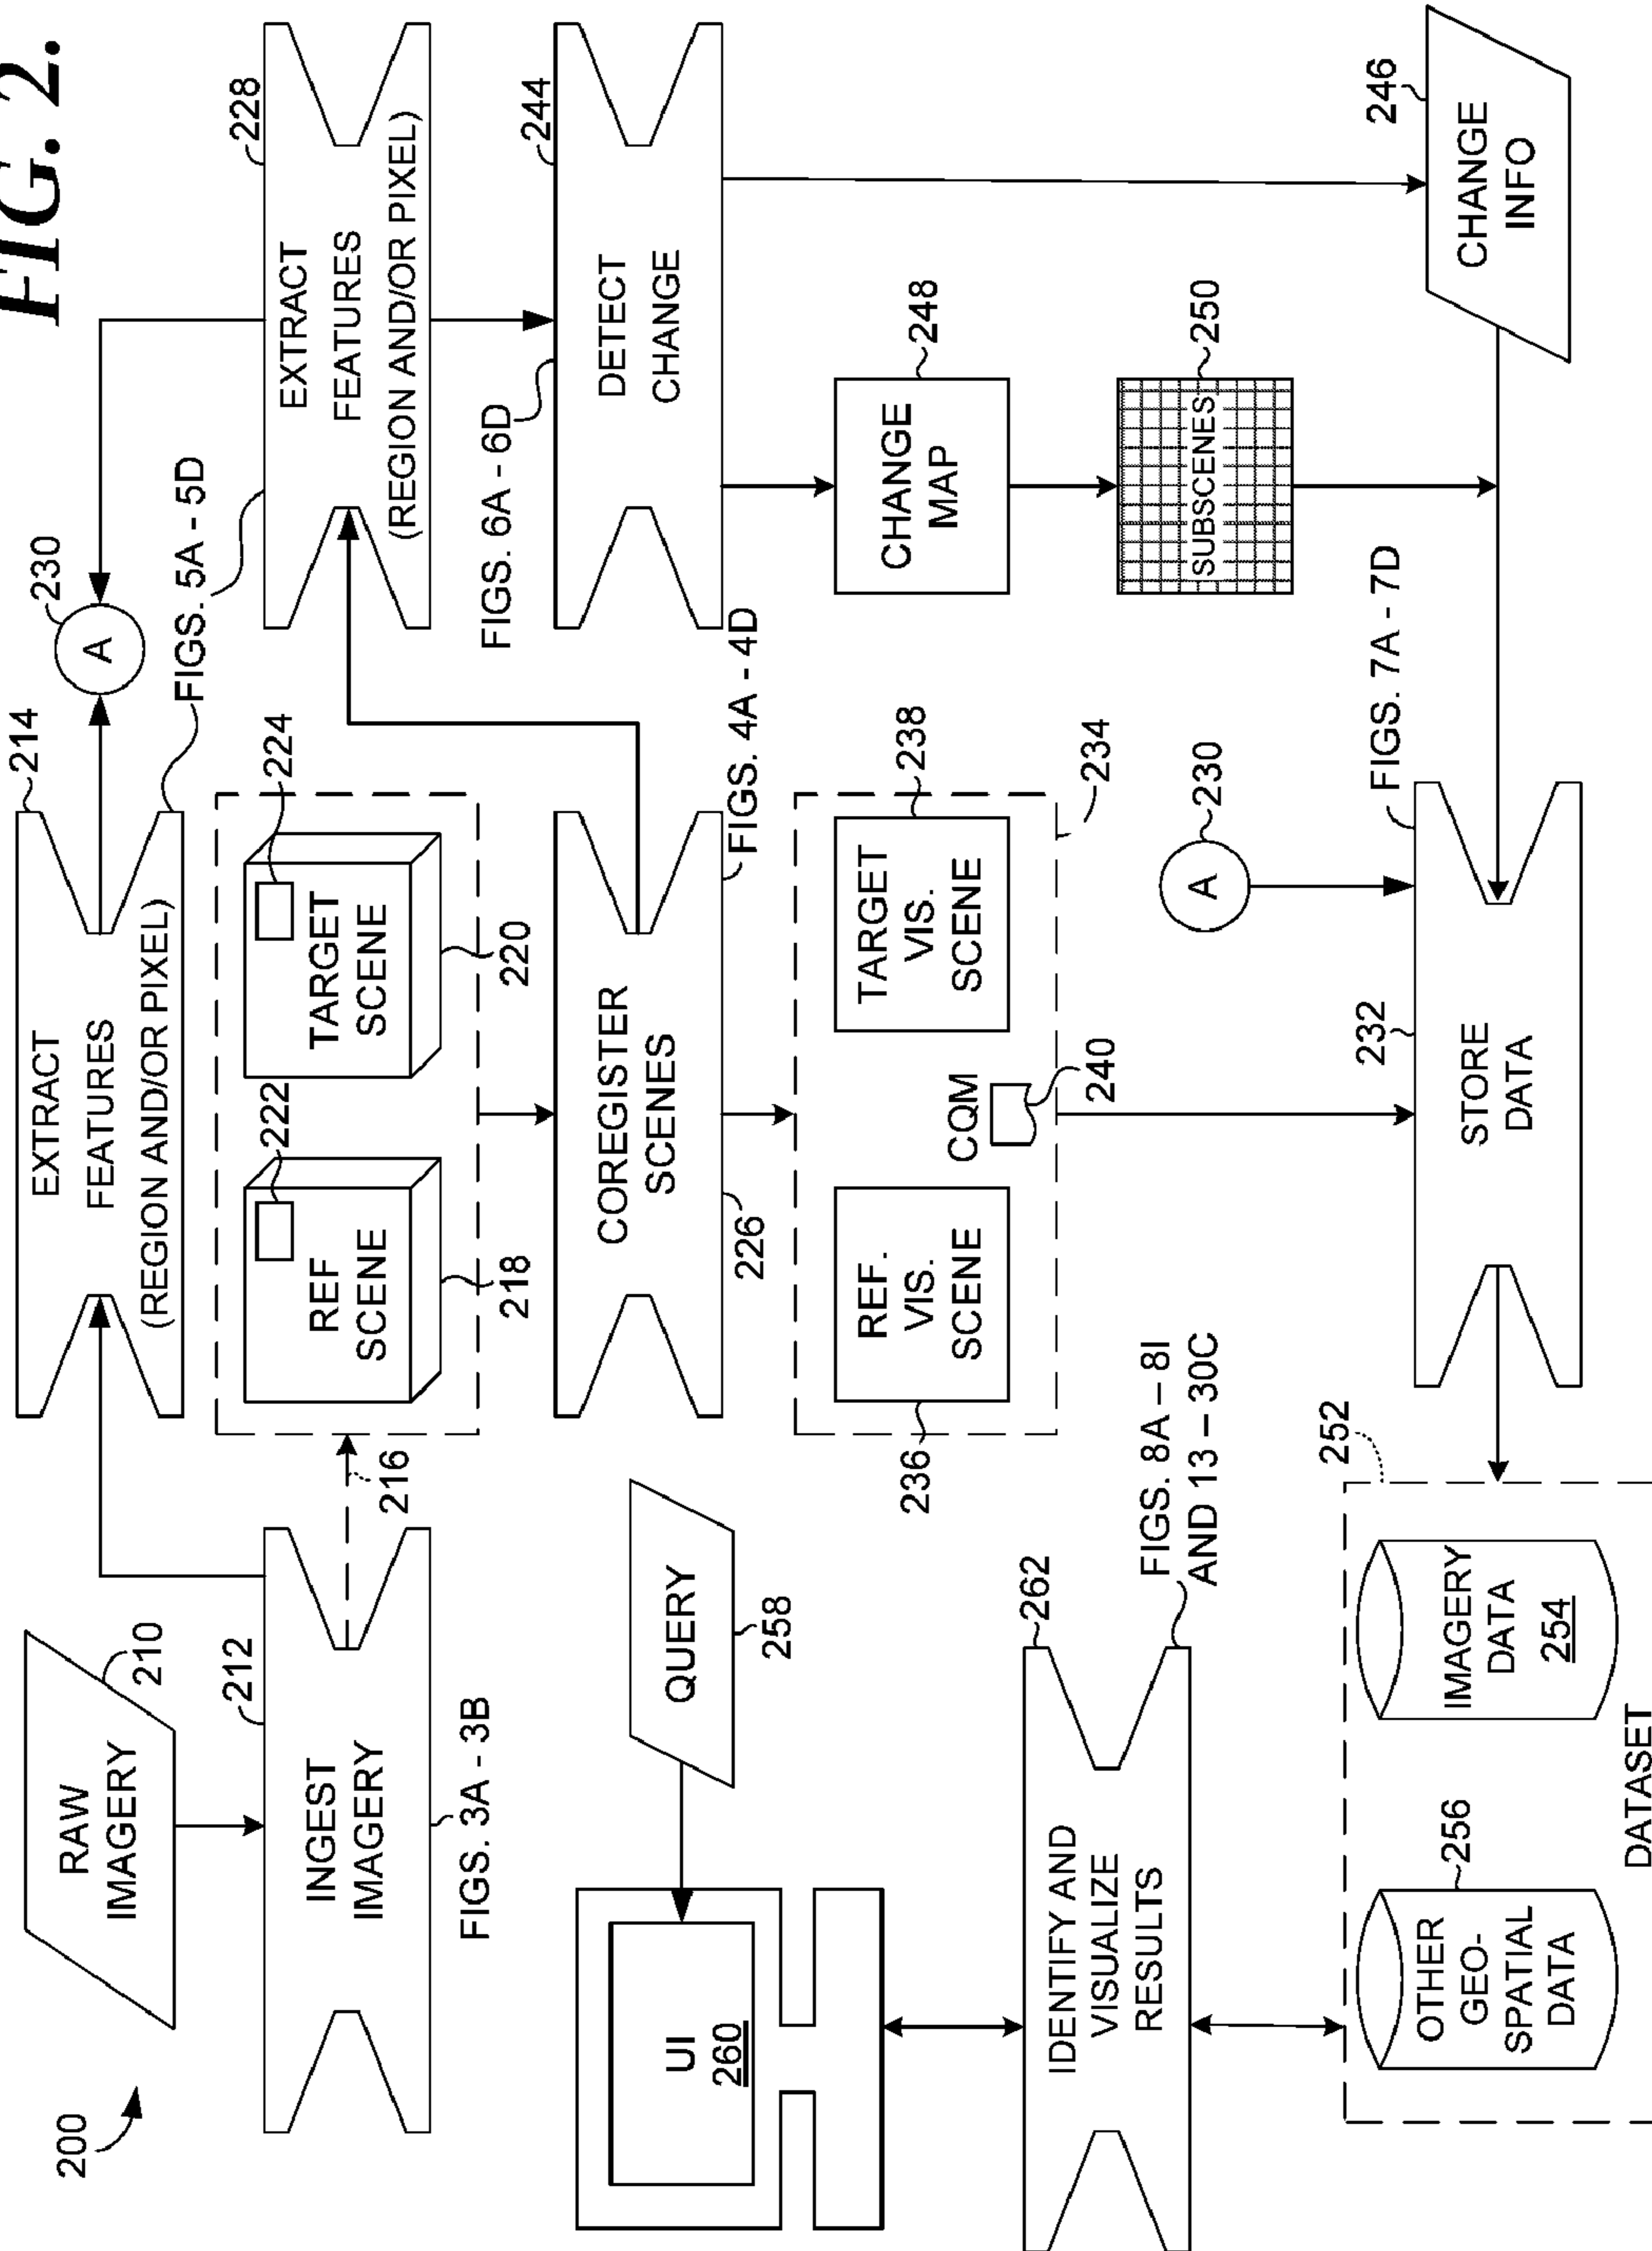 FIG. 2.
200
RAW
IMAGERY
210
212
INGEST
IMAGERY
FIGS. 3A - 3B
214
EXTRACT
FEATURES
(REGION AND/OR PIXEL)
FIGS. 5A - 5D
230
A
216
222
REF
SCENE
218
224
TARGET
SCENE
220
228
EXTRACT
FEATURES
(REGION AND/OR PIXEL)
COREGISTER
SCENES
226
FIGS. 4A - 4D
FIGS. 6A - 6D
244
DETECT
CHANGE
QUERY
258
UI
260
REF.
VIS.
SCENE
236
CQM
240
TARGET
VIS.
SCENE
238
234
CHANGE
MAP
248
SUBSCENES
250
262
IDENTIFY AND
VISUALIZE
RESULTS
FIGS. 8A – 8I
AND 13 – 30C
A
230
FIGS. 7A - 7D
232
STORE
DATA
246
CHANGE
INFO
252
OTHER
GEO-
SPATIAL
DATA
256
IMAGERY
DATA
254
DATASET